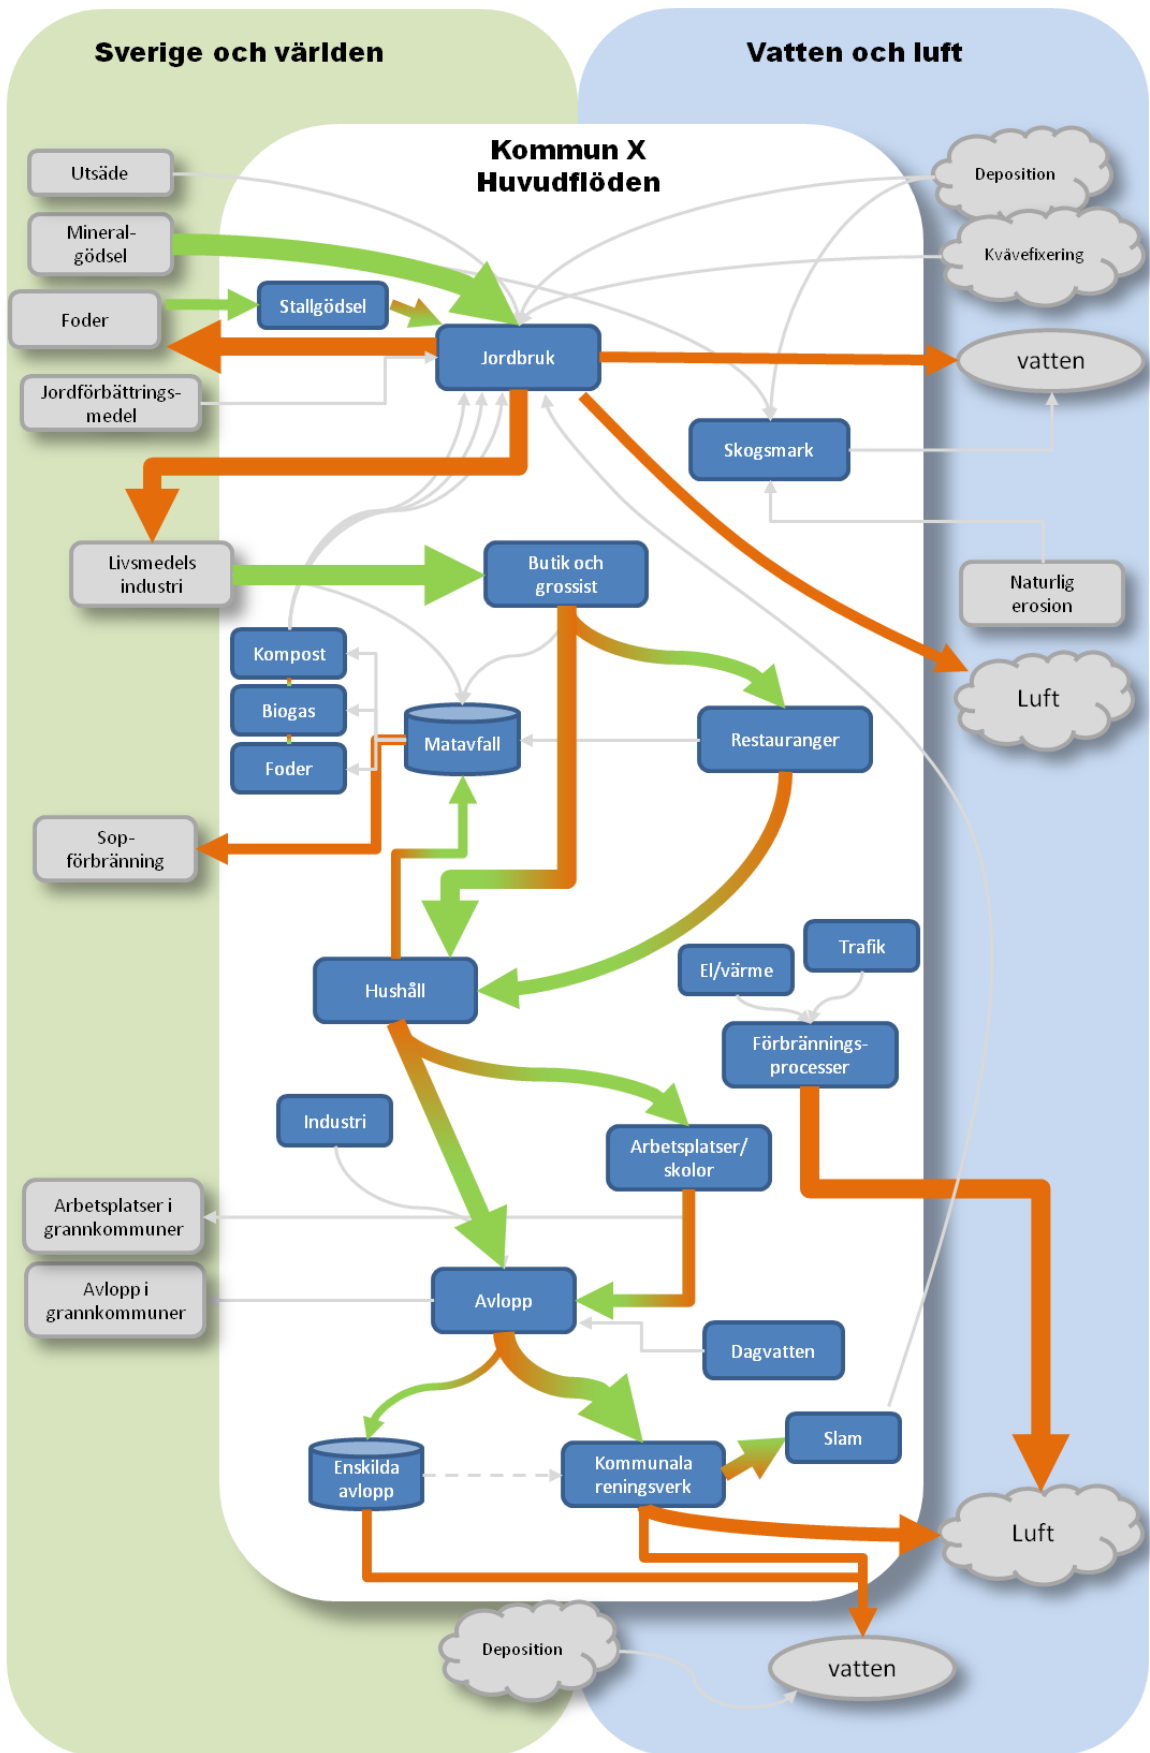 Sverige och världen
Vatten och luft
Kommun X
Huvudflöden
Utsäde
Mineral-
gödsel
Foder
Stallgödsel
Jordbruk
Jordförbättrings-
medel
Deposition
Kvävefixering
vatten
Skogsmark
Livsmedels
industri
Butik och
grossist
Naturlig
erosion
Kompost
Biogas
Foder
Matavfall
Restauranger
Luft
Sop-
förbränning
Hushåll
El/värme
Trafik
Förbrännings-
processer
Industri
Arbetsplatser/
skolor
Arbetsplatser i
grannkommuner
Avlopp i
grannkommuner
Avlopp
Dagvatten
Enskilda
avlopp
Kommunala
reningsverk
Slam
Luft
Deposition
vatten